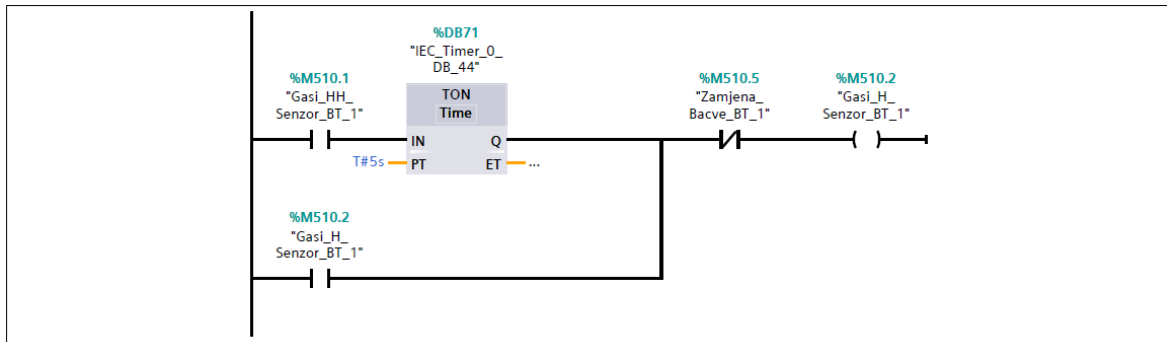 %DB71
"IEC_Timer_0_
DB_44"
%M510.1
"Gasi_HH_
Senzor_BT_1"
TON
Time
IN
Q
T#5s
PT
ET
...
%M510.5
"Zamjena_
Bacve_BT_1"
%M510.2
"Gasi_H_
Senzor_BT_1"
%M510.2
"Gasi_H_
Senzor_BT_1"